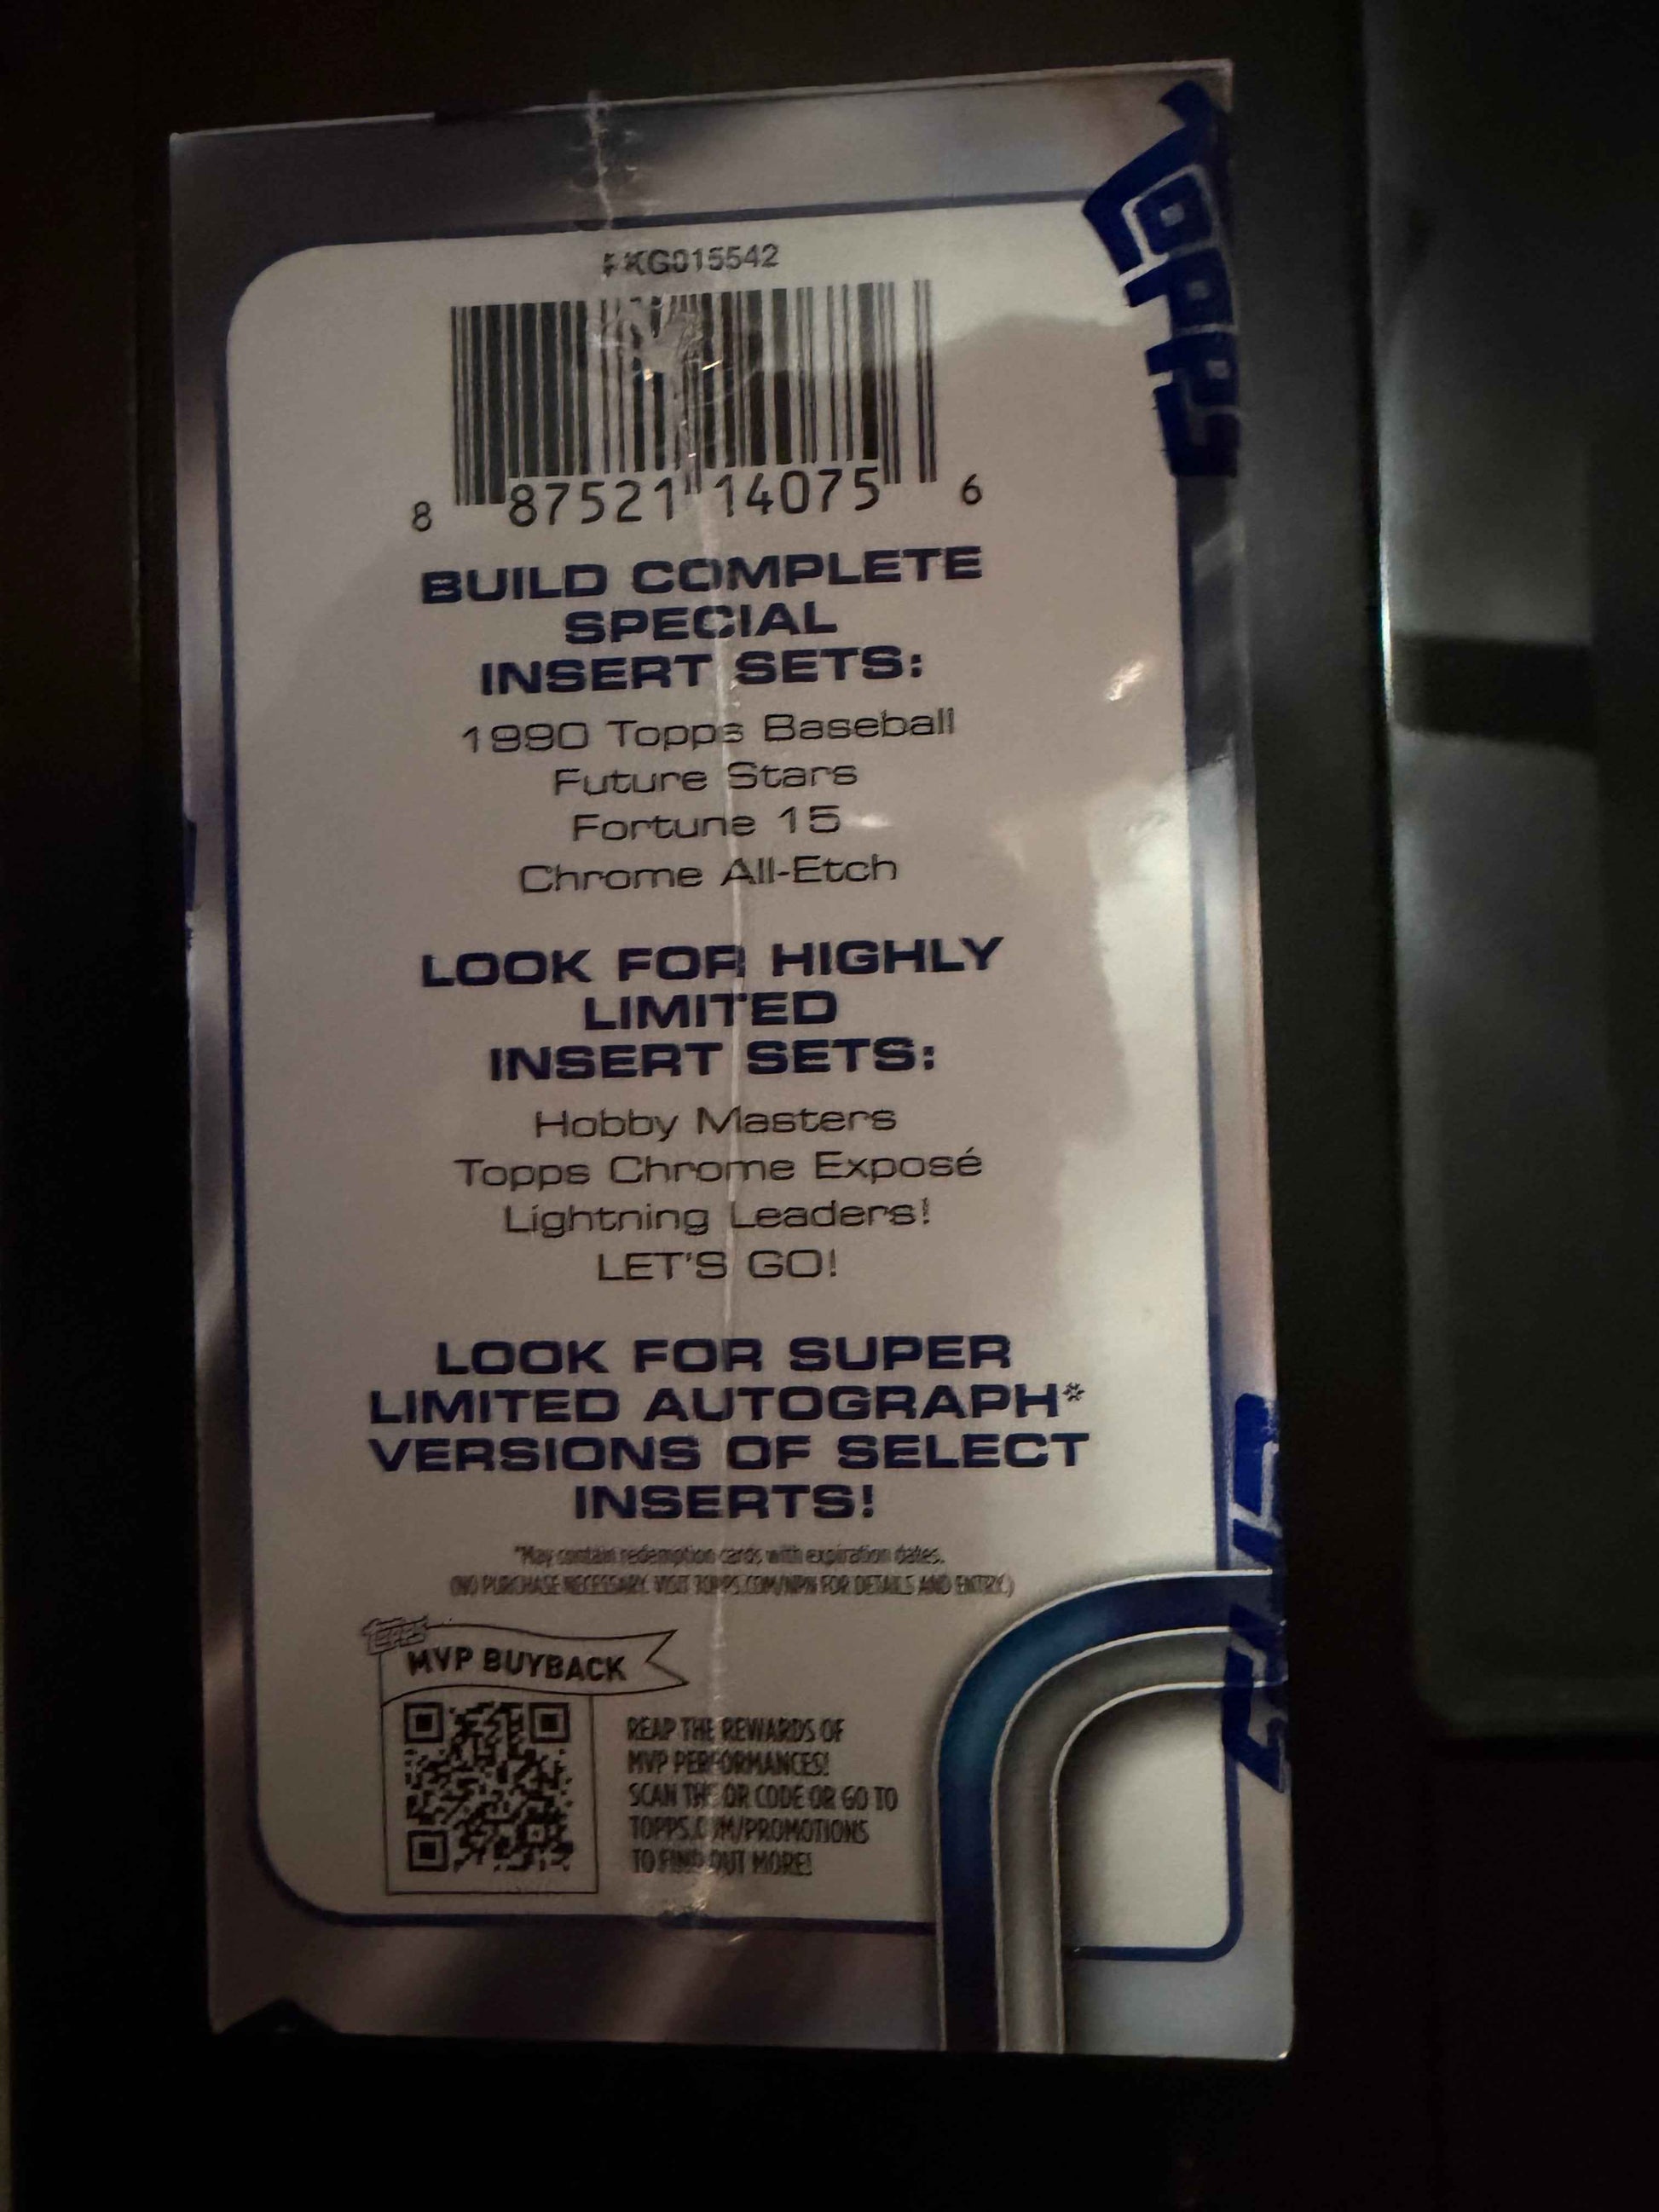 topps
PKG015542
8 87521 14075 6
BUILD COMPLETE
SPECIAL
INSERT SETS:
1990 Topps Baseball
Future Stars
Fortune 15
Chrome All-Etch
LOOK FOR HIGHLY
LIMITED
INSERT SETS:
Hobby Masters
Topps Chrome Exposé
Lightning Leaders!
LET'S GO!
LOOK FOR SUPER
LIMITED AUTOGRAPH*
VERSIONS OF SELECT
INSERTS!
*May contain redemption cards with expiration dates.
(NO PURCHASE NECESSARY. VISIT TOPPS.COM/NPN FOR DETAILS AND ENTRY.)
topps
MVP BUYBACK
REAP THE REWARDS OF
MVP PERFORMANCES!
SCAN THE QR CODE OR GO TO
TOPPS.COM/PROMOTIONS
TO FIND OUT MORE!